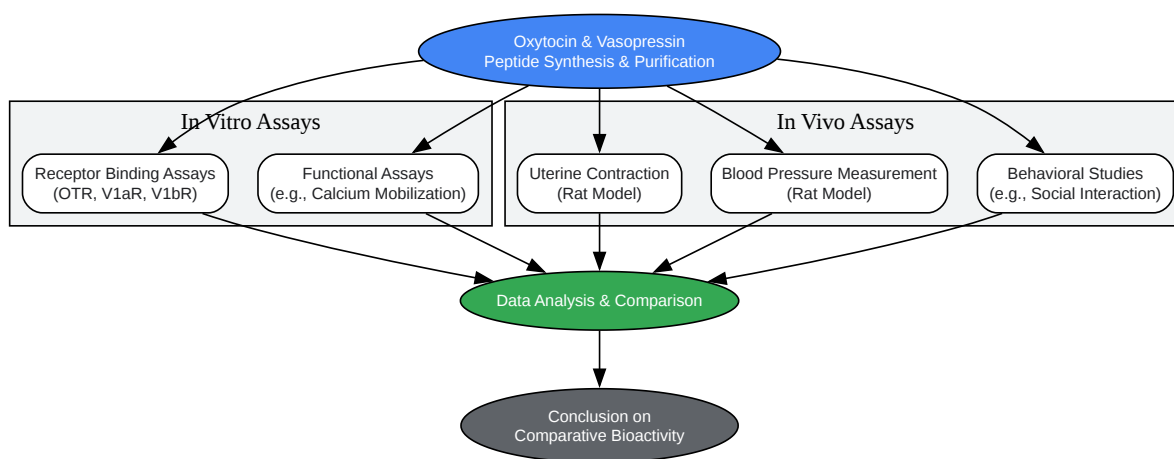 Oxytocin & Vasopressin
Peptide Synthesis & Purification
In Vitro Assays
In Vivo Assays
Receptor Binding Assays
(OTR, V1aR, V1bR)
Functional Assays
(e.g., Calcium Mobilization)
Uterine Contraction
(Rat Model)
Blood Pressure Measurement
(Rat Model)
Behavioral Studies
(e.g., Social Interaction)
Data Analysis & Comparison
Conclusion on
Comparative Bioactivity